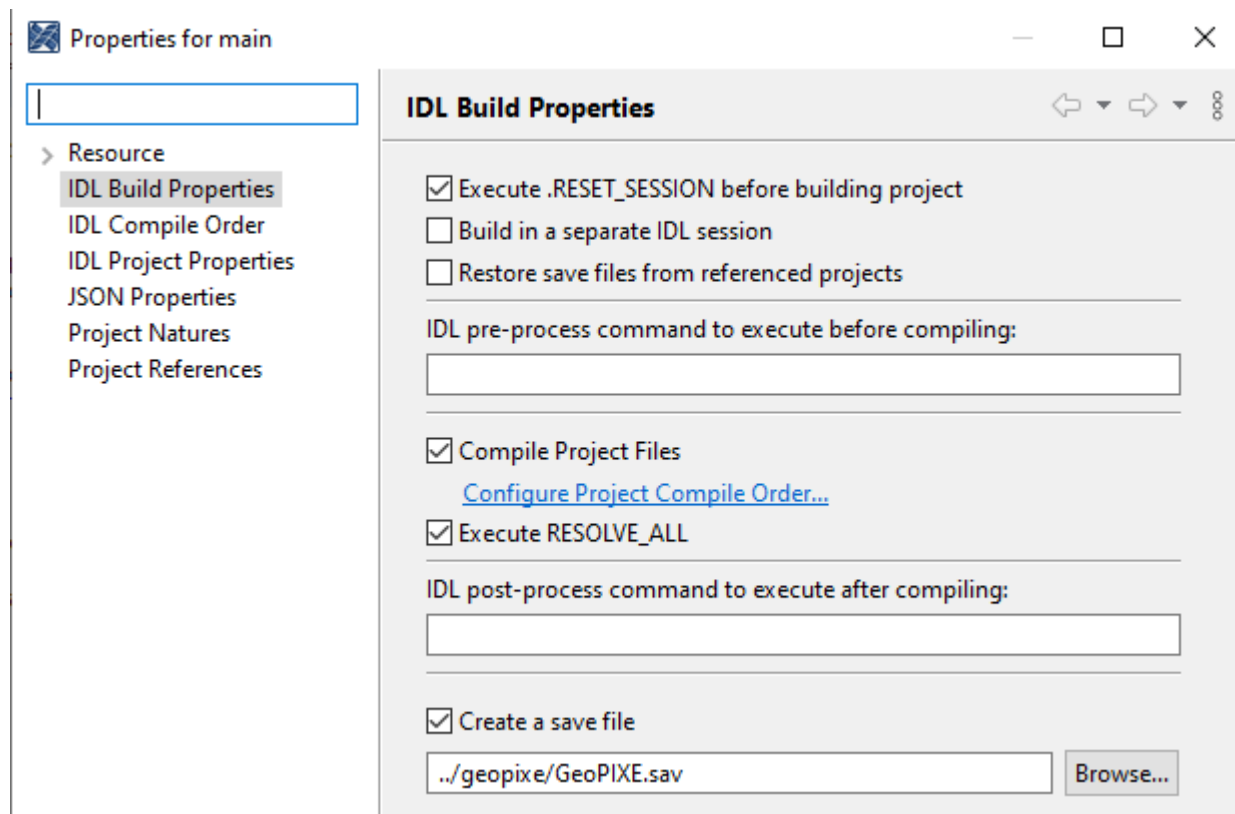 Properties for main
IDL Build Properties
Resource
IDL Build Properties
IDL Compile Order
IDL Project Properties
JSON Properties
Project Natures
Project References
Execute .RESET_SESSION before building project
Build in a separate IDL session
Restore save files from referenced projects
IDL pre-process command to execute before compiling:
Compile Project Files
Configure Project Compile Order...
Execute RESOLVE_ALL
IDL post-process command to execute after compiling:
Create a save file
../geopixe/GeoPIXE.sav
Browse...